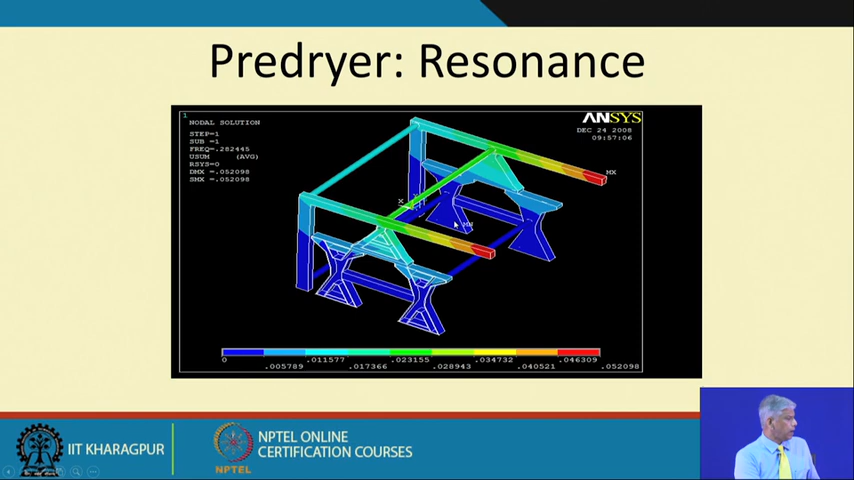 Predryer: Resonance
1
NODAL SOLUTION
STEP=1
SUB =1
FREQ=.282445
USUM (AVG)
RSYS=0
DMX =.052098
SMX =.052098
ANSYS
DEC 24 2008
09:57:06
MX
X
MN
0 .011577 .023155 .034732 .046309
.005789 .017366 .028943 .040521 .052098
IIT KHARAGPUR
NPTEL
NPTEL ONLINE
CERTIFICATION COURSES